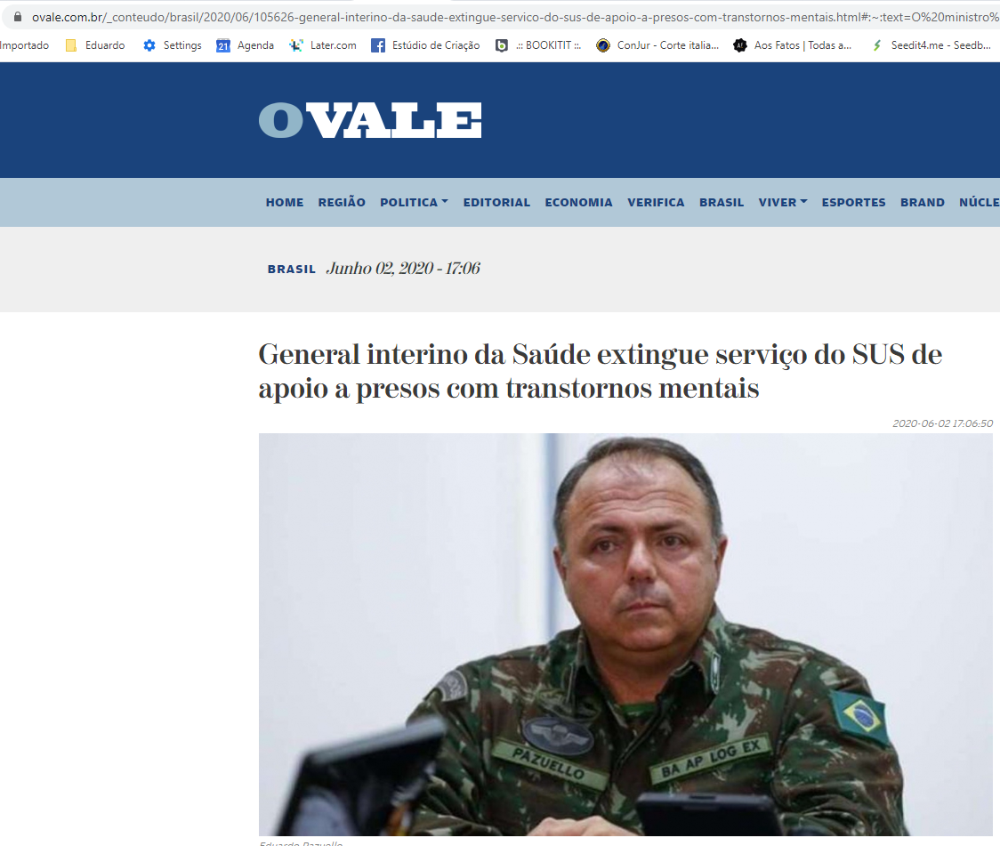 ovale.com.br/_conteudo/brasil/2020/06/105626-general-interino-da-saude-extingue-servico-do-sus-de-apoio-a-presos-com-transtornos-mentais.html#:~:text=O%20ministro%
mportado Eduardo Settings 21 Agenda Later.com Estúdio de Criação .:: BOOKITIT ::. ConJur - Corte italia... Aos Fatos | Todas a... Seedit4.me - Seedb...
O VALE
HOME REGIÃO POLITICA EDITORIAL ECONOMIA VERIFICA BRASIL VIVER ESPORTES BRAND NÚCLE
BRASIL Junho 02, 2020 - 17:06
General interino da Saúde extingue serviço do SUS de
apoio a presos com transtornos mentais
2020-06-02 17:06:50
PAZUELLO BA AP LOG EX
Eduardo Pazuello